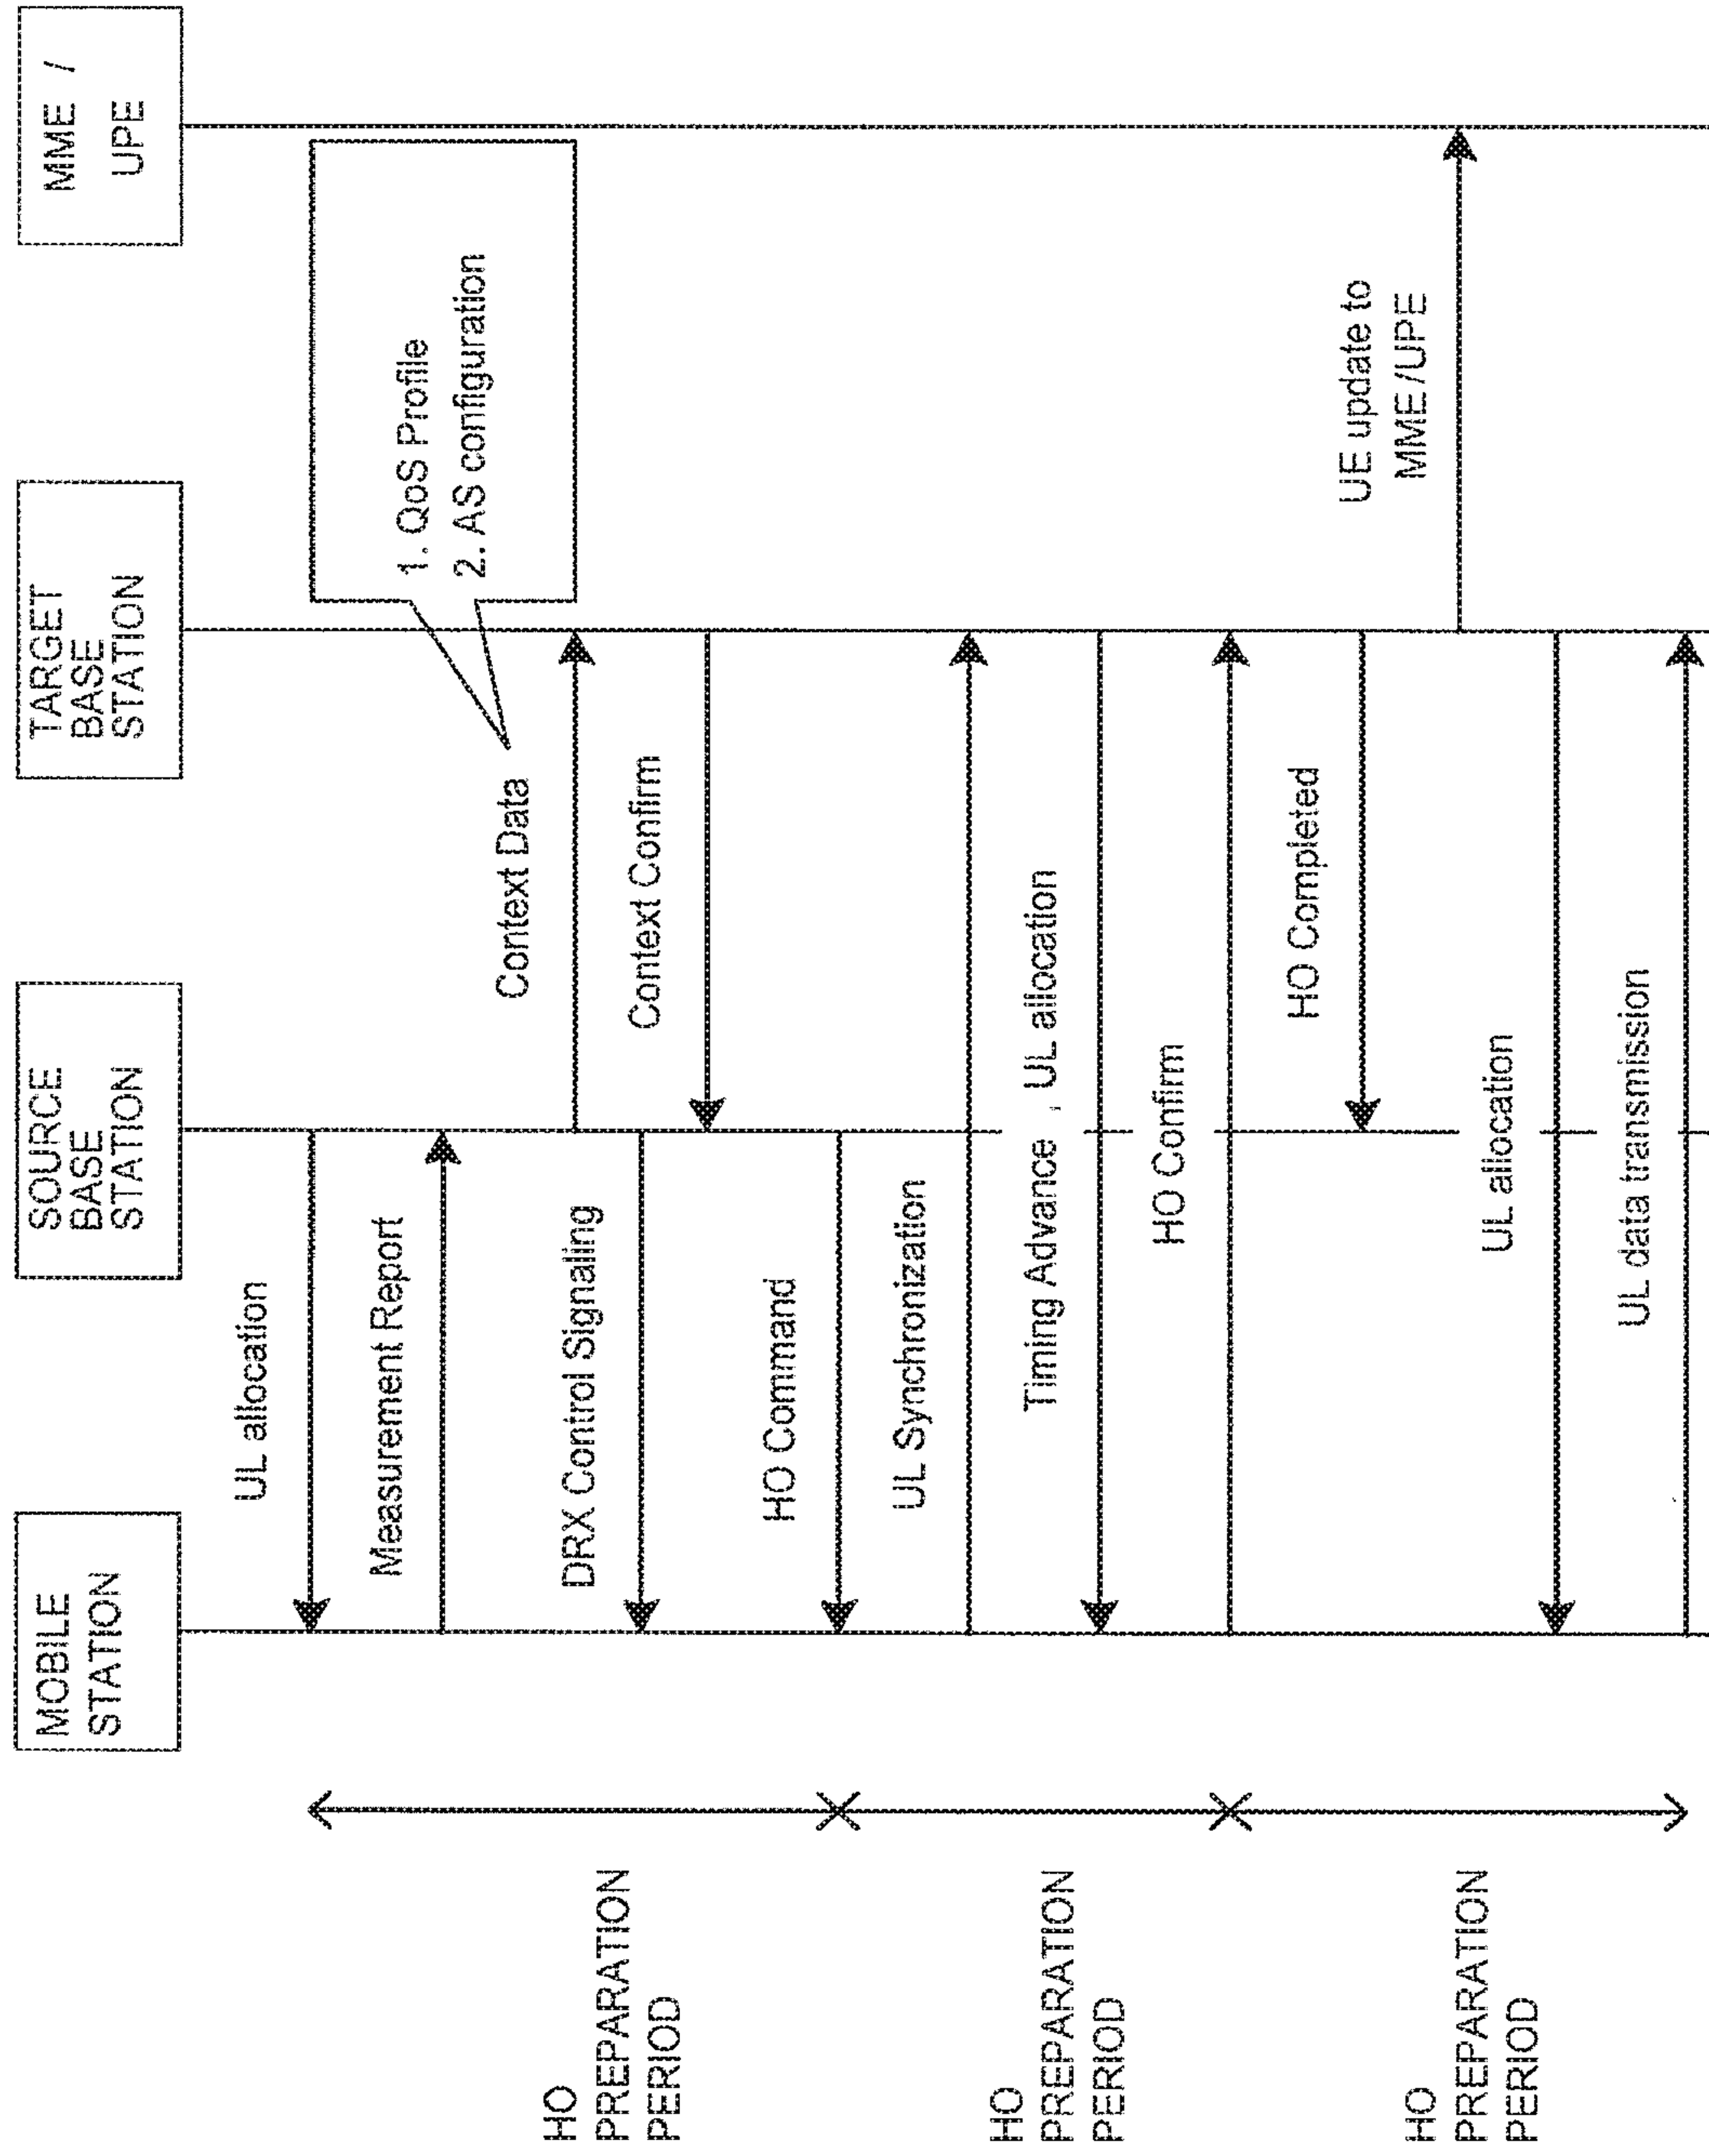 MOBILE
STATION
SOURCE
BASE
STATION
TARGET
BASE
STATION
MME /
UPE
UL allocation
Measurement Report
1. QoS Profile
2. AS configuration
Context Data
DRX Control Signaling
Context Confirm
HO Command
UL Synchronization
Timing Advance , UL allocation
HO Confirm
HO Completed
UE update to
MME/UPE
UL allocation
UL data transmission
HO
PREPARATION
PERIOD
HO
PREPARATION
PERIOD
HO
PREPARATION
PERIOD